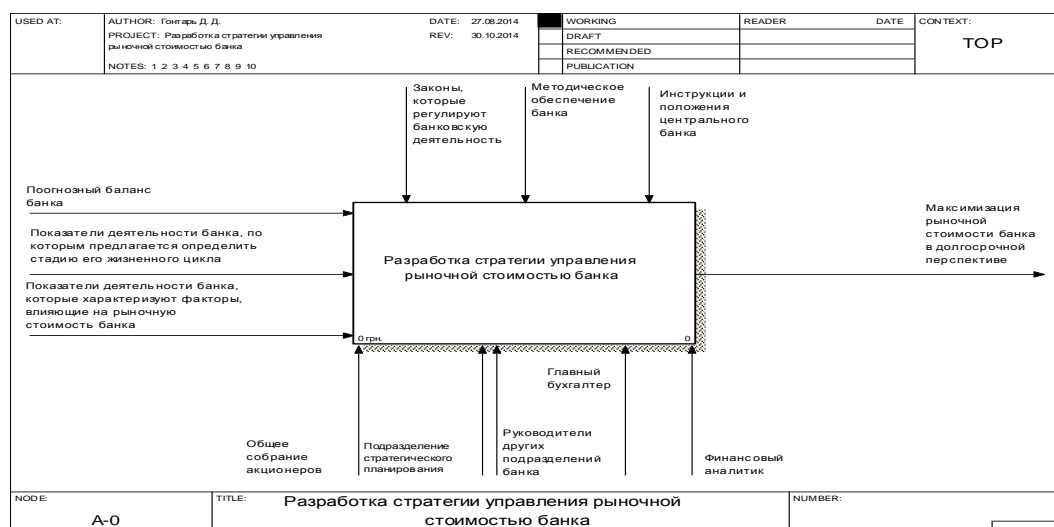 USED AT:
AUTHOR: Гонтарь Д. Д.
DATE: 27.08.2014
PROJECT: Разработка стратегии управления
рыночной стоимостью банка
REV: 30.10.2014
NOTES: 1 2 3 4 5 6 7 8 9 10
WORKING
DRAFT
RECOMMENDED
PUBLICATION
READER
DATE
CONTEXT:
TOP
Законы,
которые
регулируют
банковскую
деятельность
Методическое
обеспечение
банка
Инструкции и
положения
центрального
банка
Поогнозный баланс
банка
Показатели деятельности банка, по
которым предлагается определить
стадию его жизненного цикла
Показатели деятельности банка,
которые характеризуют факторы,
влияющие на рыночную
стоимость банка
Разработка стратегии управления
рыночной стоимостью банка
0 грн.
0
Максимизация
рыночной
стоимости банка
в долгосрочной
перспективе
Общее
собрание
акционеров
Подразделение
стратегического
планирования
Руководители
других
подразделений
банка
Главный
бухгалтер
Финансовый
аналитик
NODE:
A-0
TITLE:
Разработка стратегии управления рыночной
стоимостью банка
NUMBER: